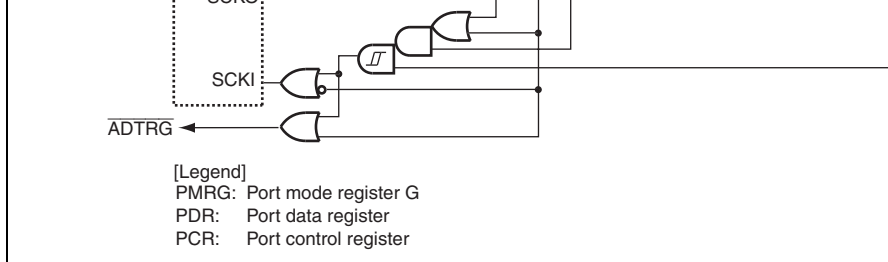 SCKI
ADTRG
[Legend]
PMRG: Port mode register G
PDR: Port data register
PCR: Port control register